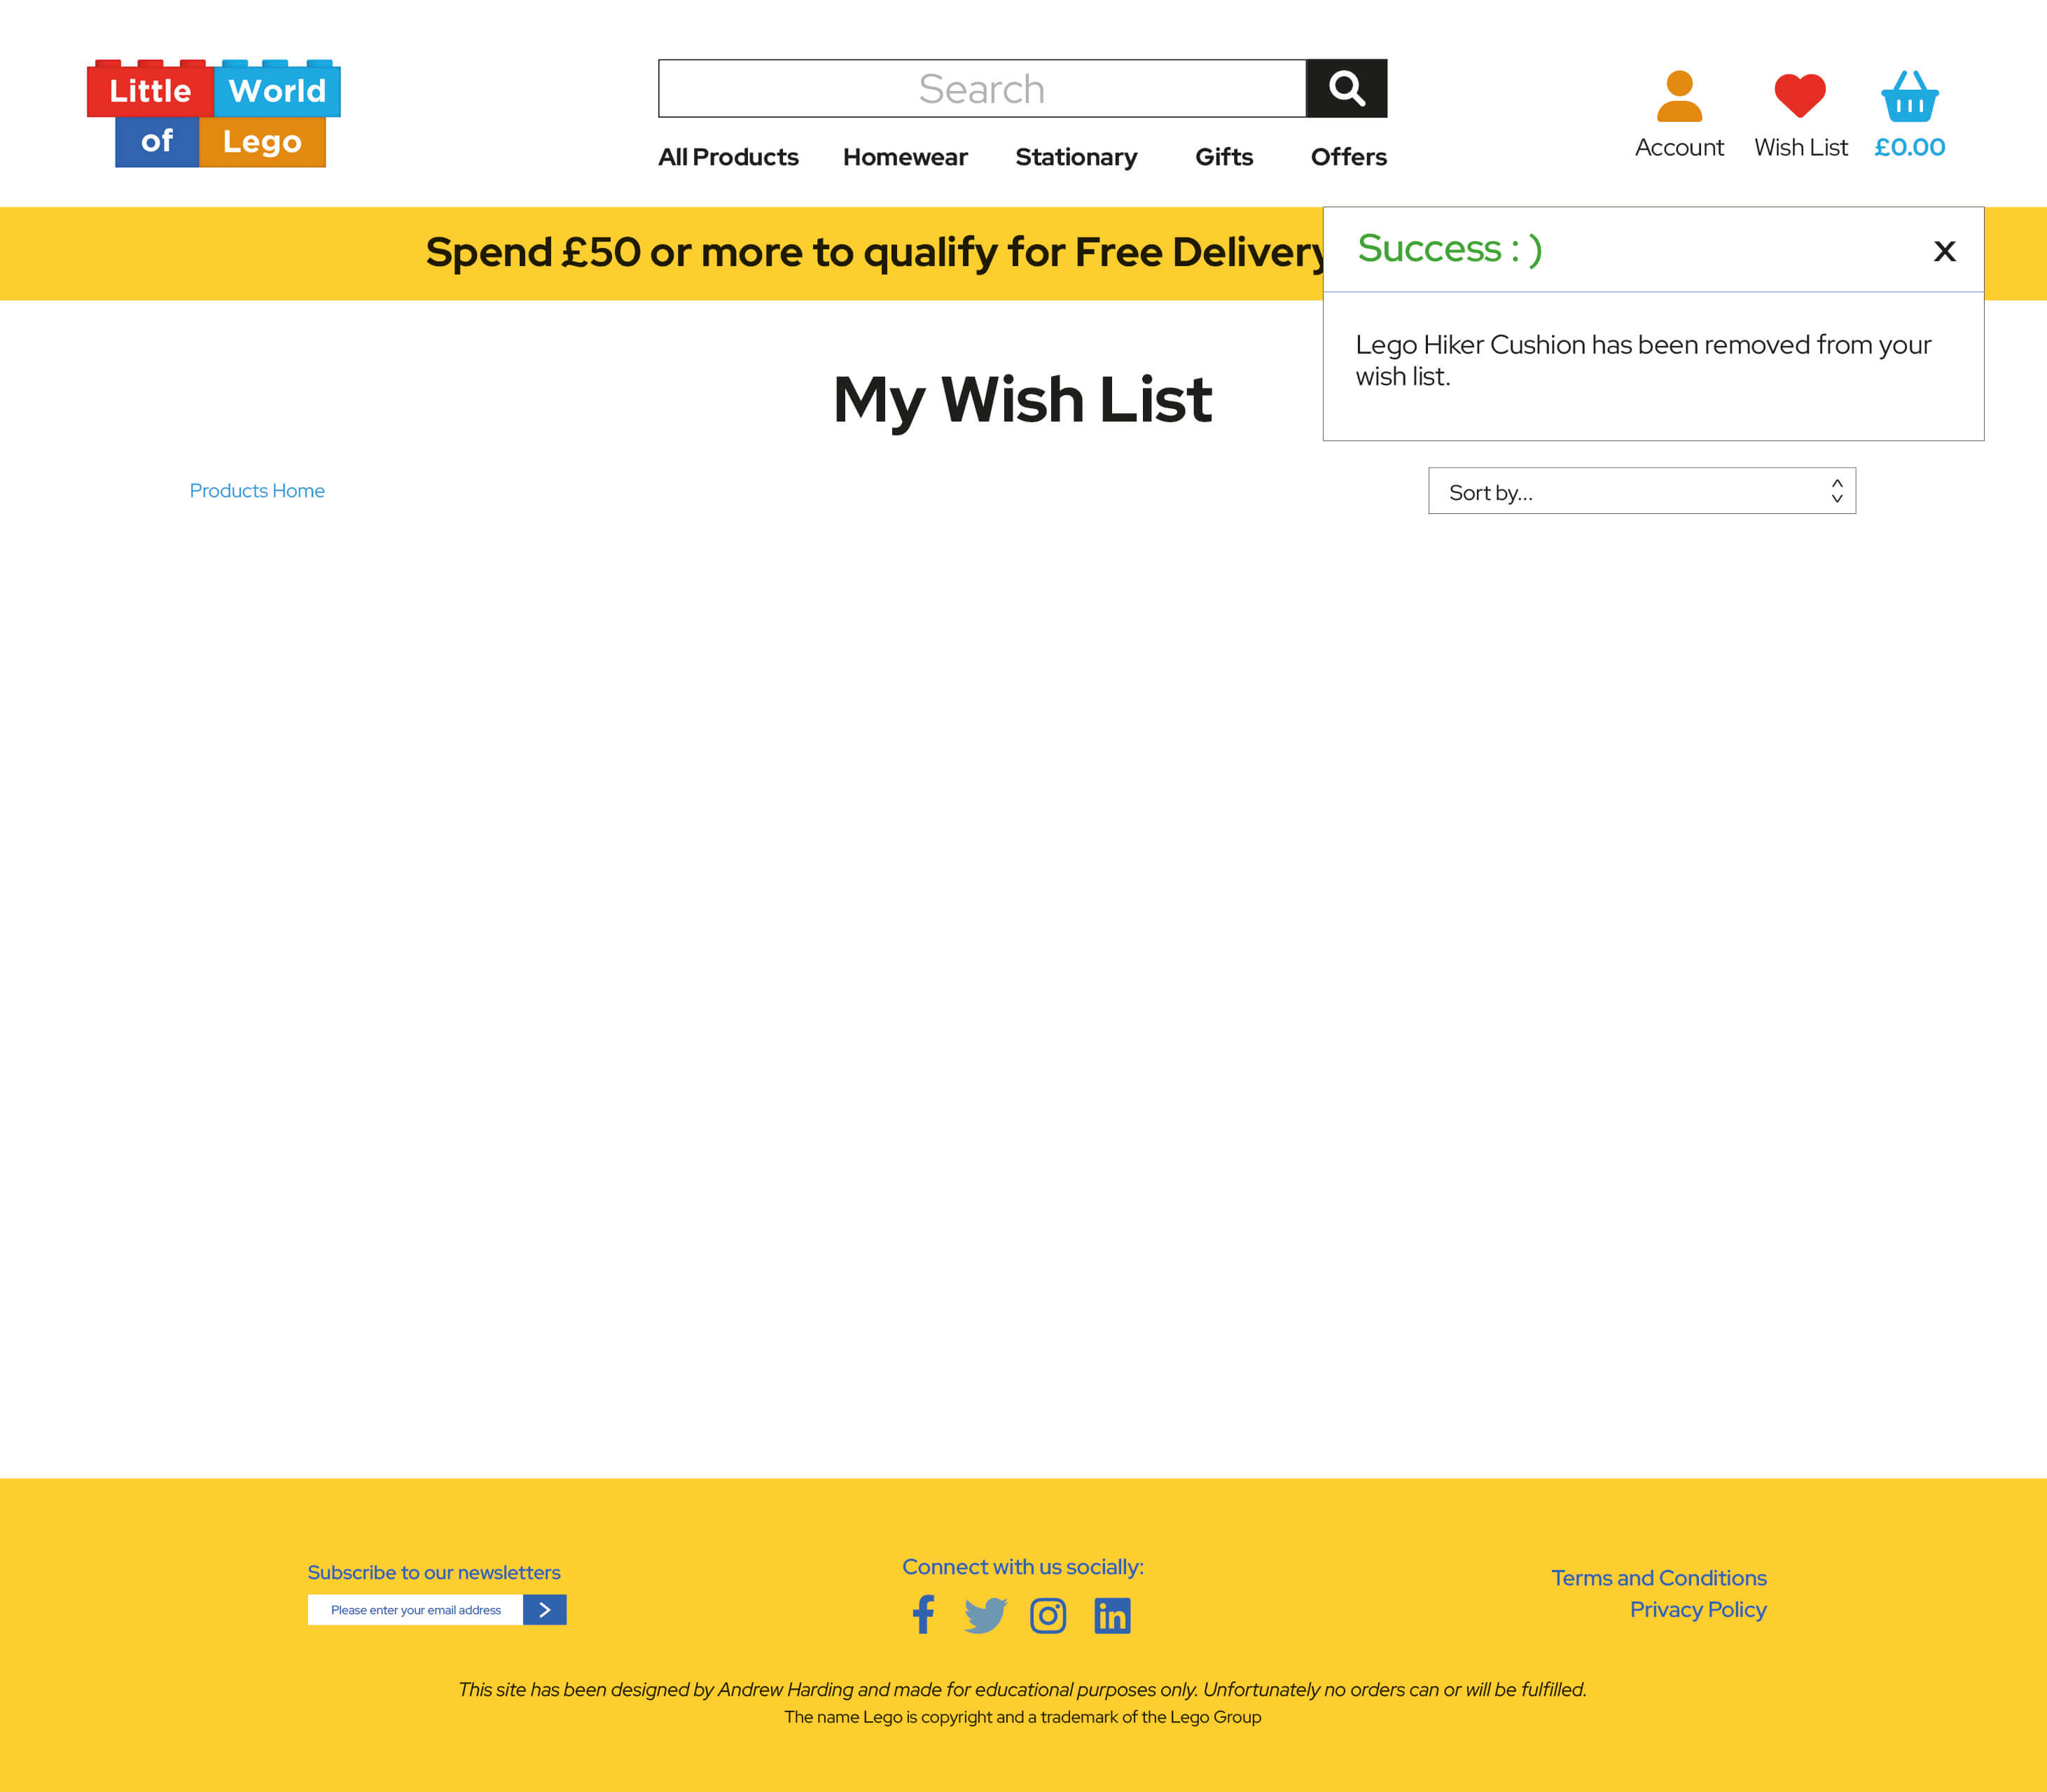 Little World
of Lego
Search
All Products Homewear Stationary Gifts Offers
Account Wish List £0.00
Spend £50 or more to qualify for Free Delivery
Success : )
X
Lego Hiker Cushion has been removed from your
wish list.
My Wish List
Products Home
Sort by...
Subscribe to our newsletters
Please enter your email address
Connect with us socially:
Terms and Conditions
Privacy Policy
This site has been designed by Andrew Harding and made for educational purposes only. Unfortunately no orders can or will be fulfilled.
The name Lego is copyright and a trademark of the Lego Group